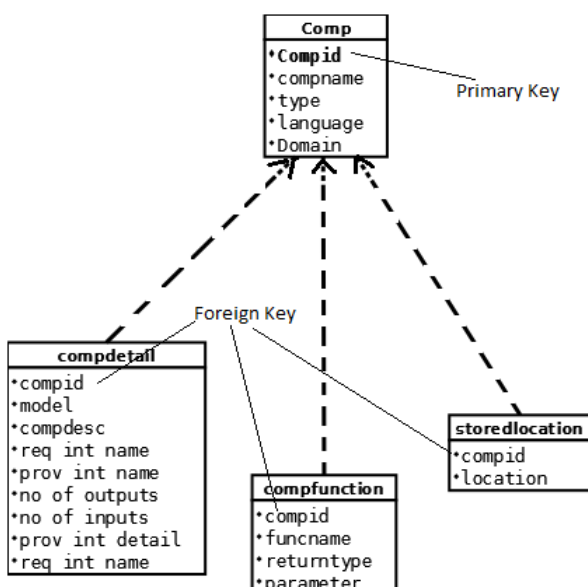 Comp
Compid
compname
type
language
Domain
Primary Key
Foreign Key
compdetail
compid
model
compdesc
req int name
prov int name
no of outputs
no of inputs
prov int detail
req int name
compfunction
compid
funcname
returntype
parameter
storedlocation
compid
location